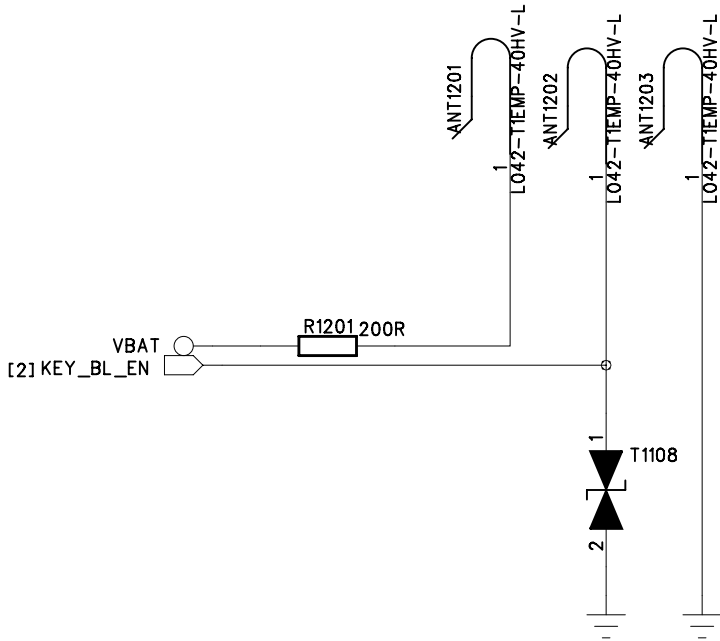 ANT1201
1
L042-T1EMP-40HV-L
ANT1202
1
L042-T1EMP-40HV-L
ANT1203
1
L042-T1EMP-40HV-L
R1201 200R
VBAT
[2] KEY_BL_EN
1
T1108
2